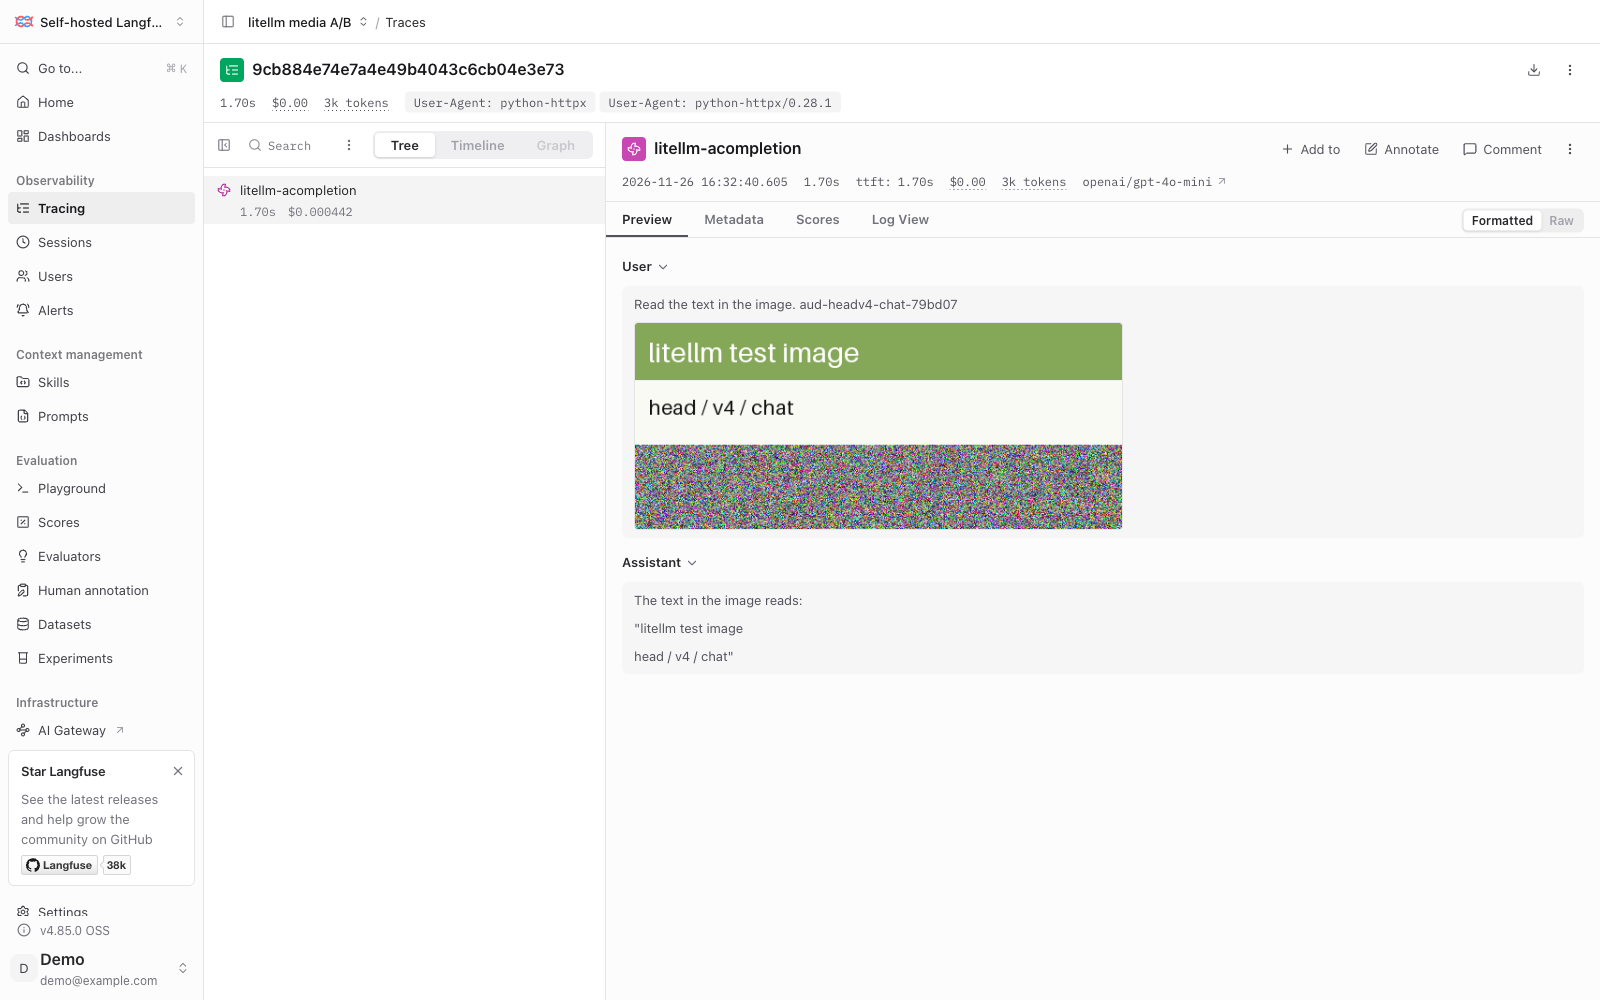 Self-hosted Langf...
litellm media A/B / Traces
Go to...
⌘ K
Home
Dashboards
Observability
Tracing
Sessions
Users
Alerts
Context management
Skills
Prompts
Evaluation
Playground
Scores
Evaluators
Human annotation
Datasets
Experiments
Infrastructure
AI Gateway
Star Langfuse
See the latest releases
and help grow the
community on GitHub
Langfuse 38k
Settings
v4.85.0 OSS
D
Demo
demo@example.com
9cb884e74e7a4e49b4043c6cb04e3e73
1.70s $0.00 3k tokens User-Agent: python-httpx User-Agent: python-httpx/0.28.1
Search
Tree Timeline Graph
litellm-acompletion
1.70s $0.000442
litellm-acompletion
Add to Annotate Comment
2026-11-26 16:32:40.605 1.70s ttft: 1.70s $0.00 3k tokens openai/gpt-4o-mini
Preview Metadata Scores Log View
Formatted Raw
User
Read the text in the image. aud-headv4-chat-79bd07
litellm test image
head / v4 / chat
Assistant
The text in the image reads:
"litellm test image
head / v4 / chat"